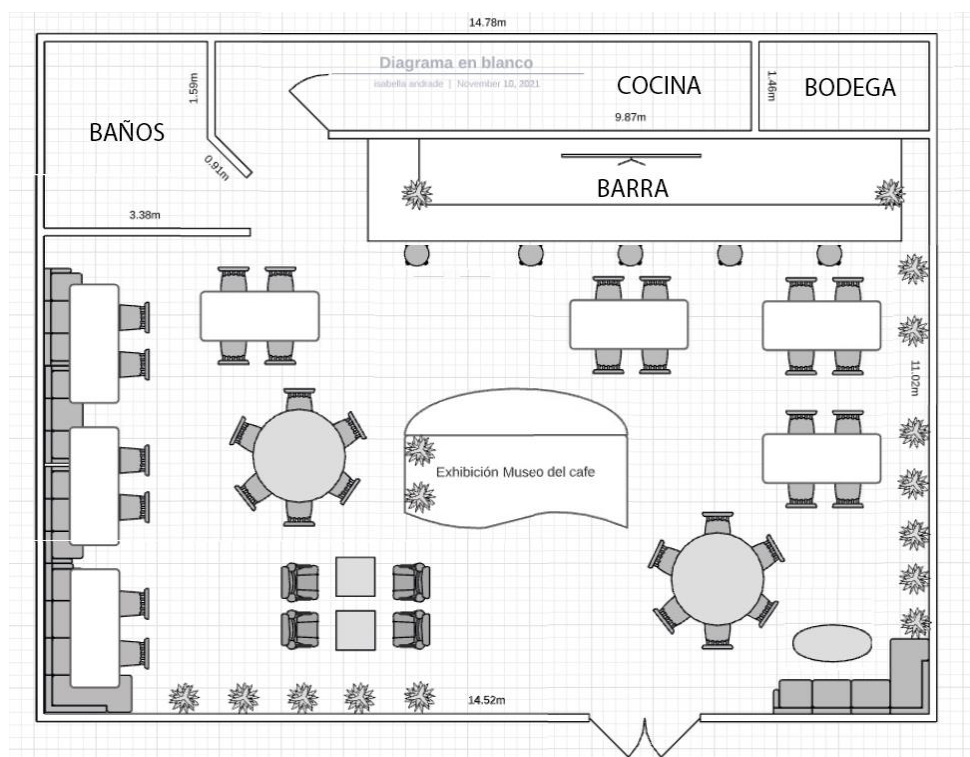 14.78m
Diagrama en blanco
isabella andrade | November 10, 2021
1.59m
COCINA
1.46m
BODEGA
9.87m
BAÑOS
0.91m
BARRA
3.38m
11.02m
Exhibición Museo del cafe
14.52m